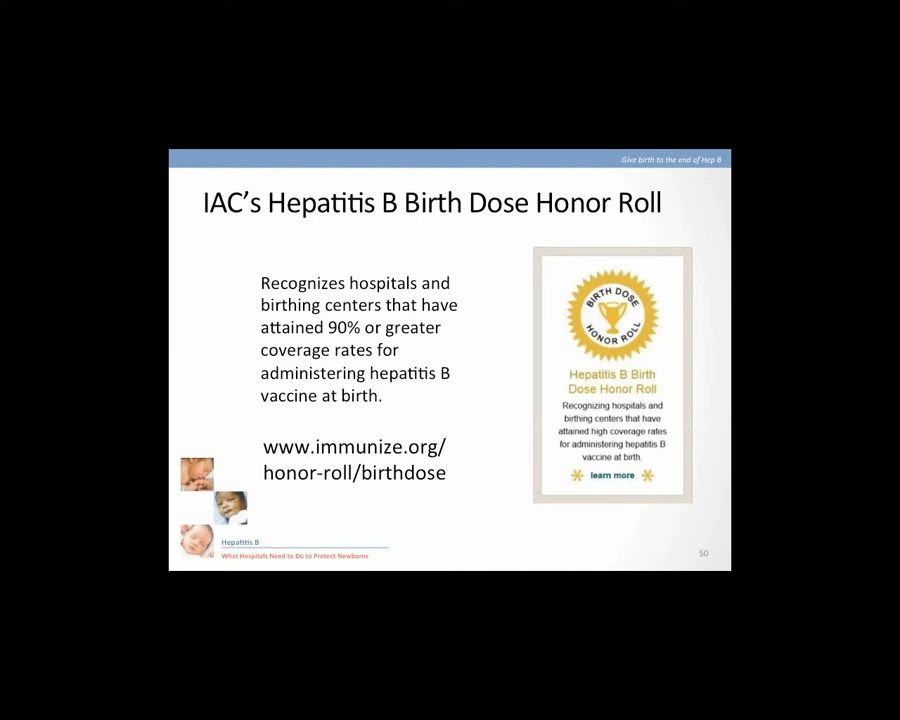 Give birth to the end of Hep B
IAC's Hepatitis B Birth Dose Honor Roll
Recognizes hospitals and
birthing centers that have
attained 90% or greater
coverage rates for
administering hepatitis B
vaccine at birth.
www.immunize.org/
honor-roll/birthdose
BIRTH DOSE
HONOR ROLL
Hepatitis B Birth
Dose Honor Roll
Recognizing hospitals and
birthing centers that have
attained high coverage rates
for administering hepatitis B
vaccine at birth.
learn more
Hepatitis B
What Hospitals Need to Do to Protect Newborns
50